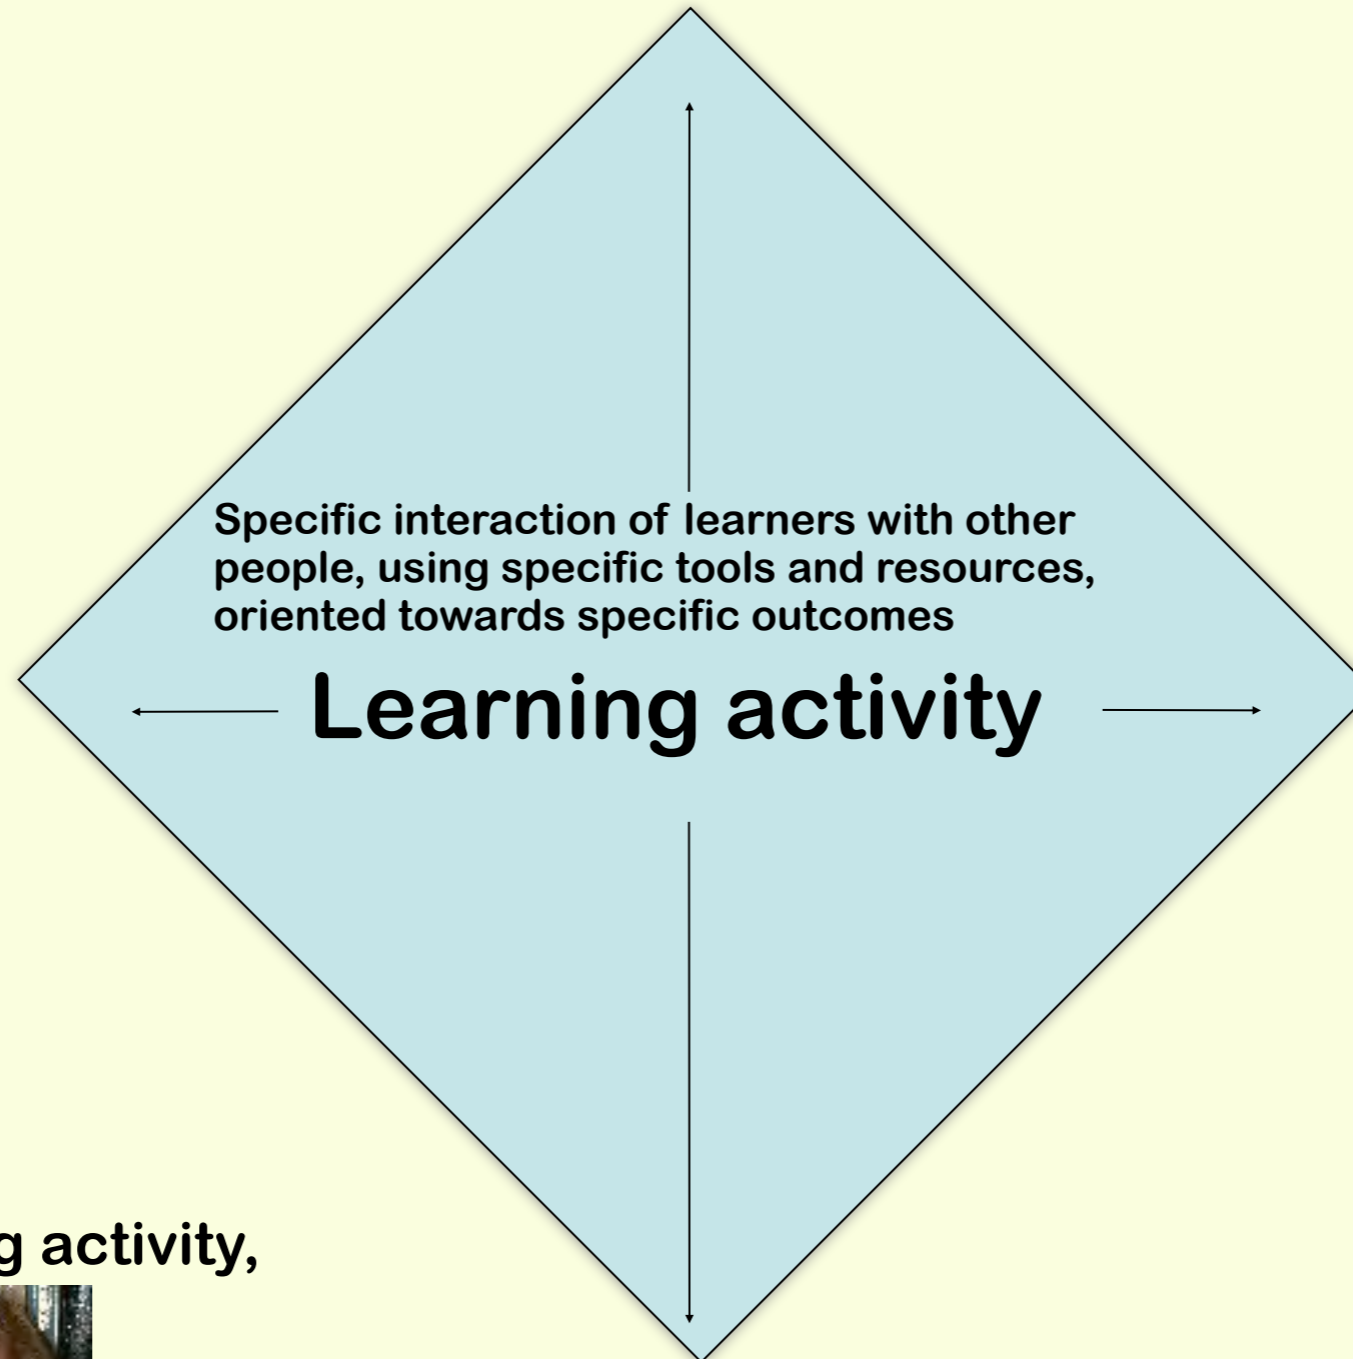 Specific interaction of learners with other
people, using specific tools and resources,
oriented towards specific outcomes
Learning activity
g activity,